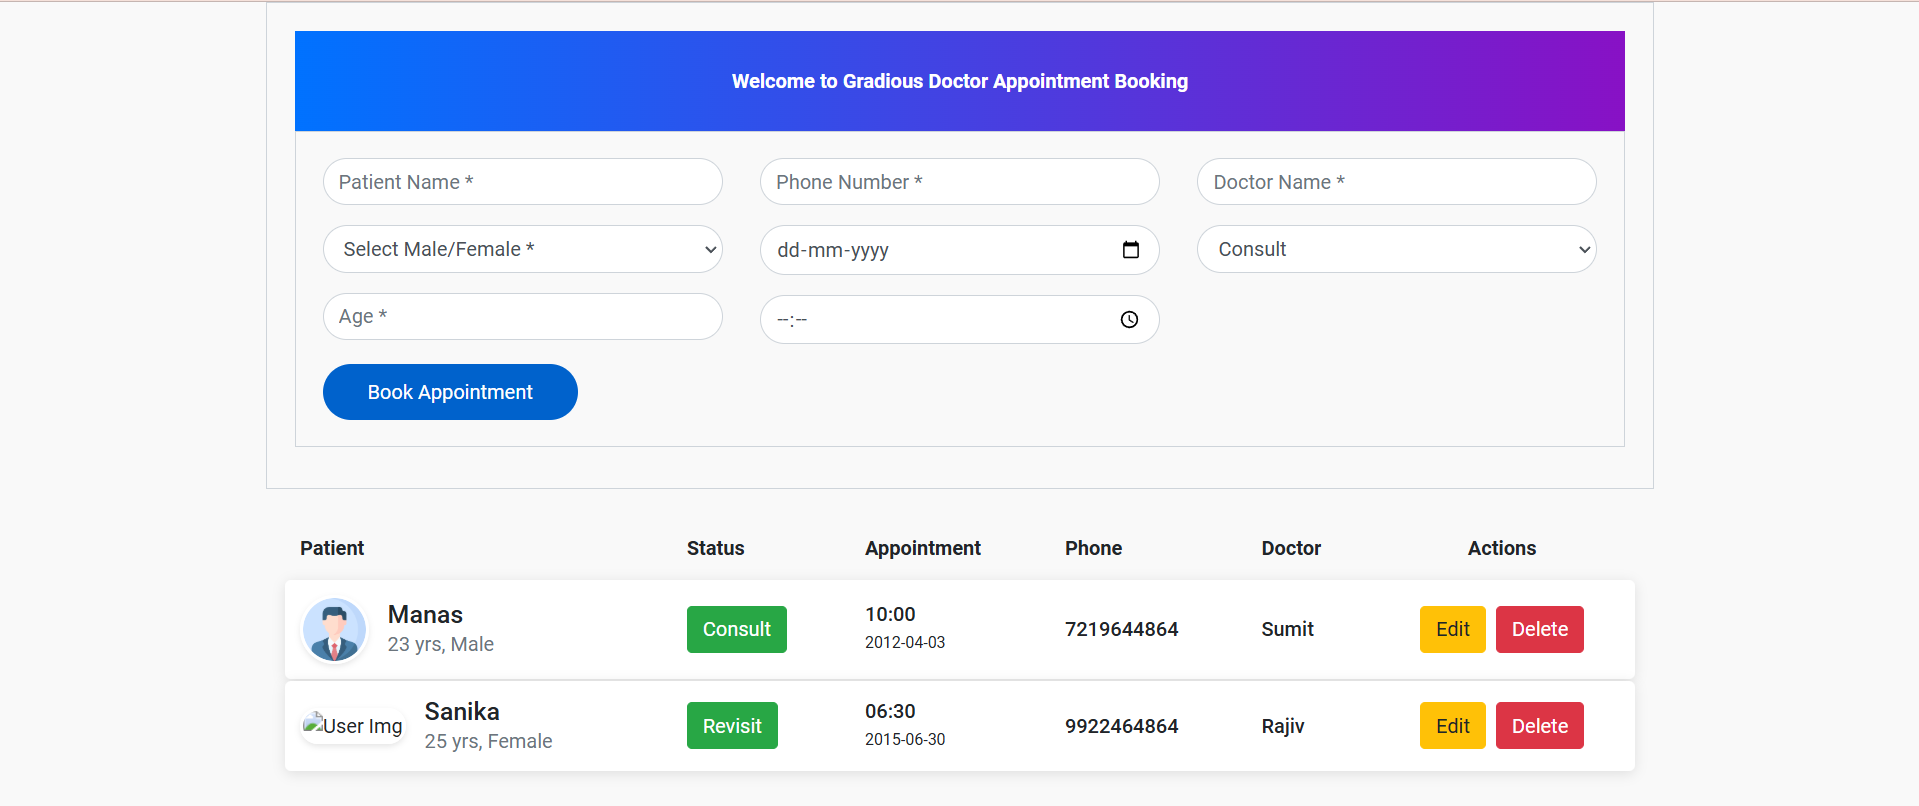 Welcome to Gradious Doctor Appointment Booking
Patient Name *
Phone Number *
Doctor Name *
Select Male/Female *
dd-mm-yyyy
Consult
Age *
--:--
Book Appointment
Patient Status Appointment Phone Doctor Actions
Manas
23 yrs, Male
Consult
10:00
2012-04-03
7219644864
Sumit
Edit
Delete
User Img
Sanika
25 yrs, Female
Revisit
06:30
2015-06-30
9922464864
Rajiv
Edit
Delete